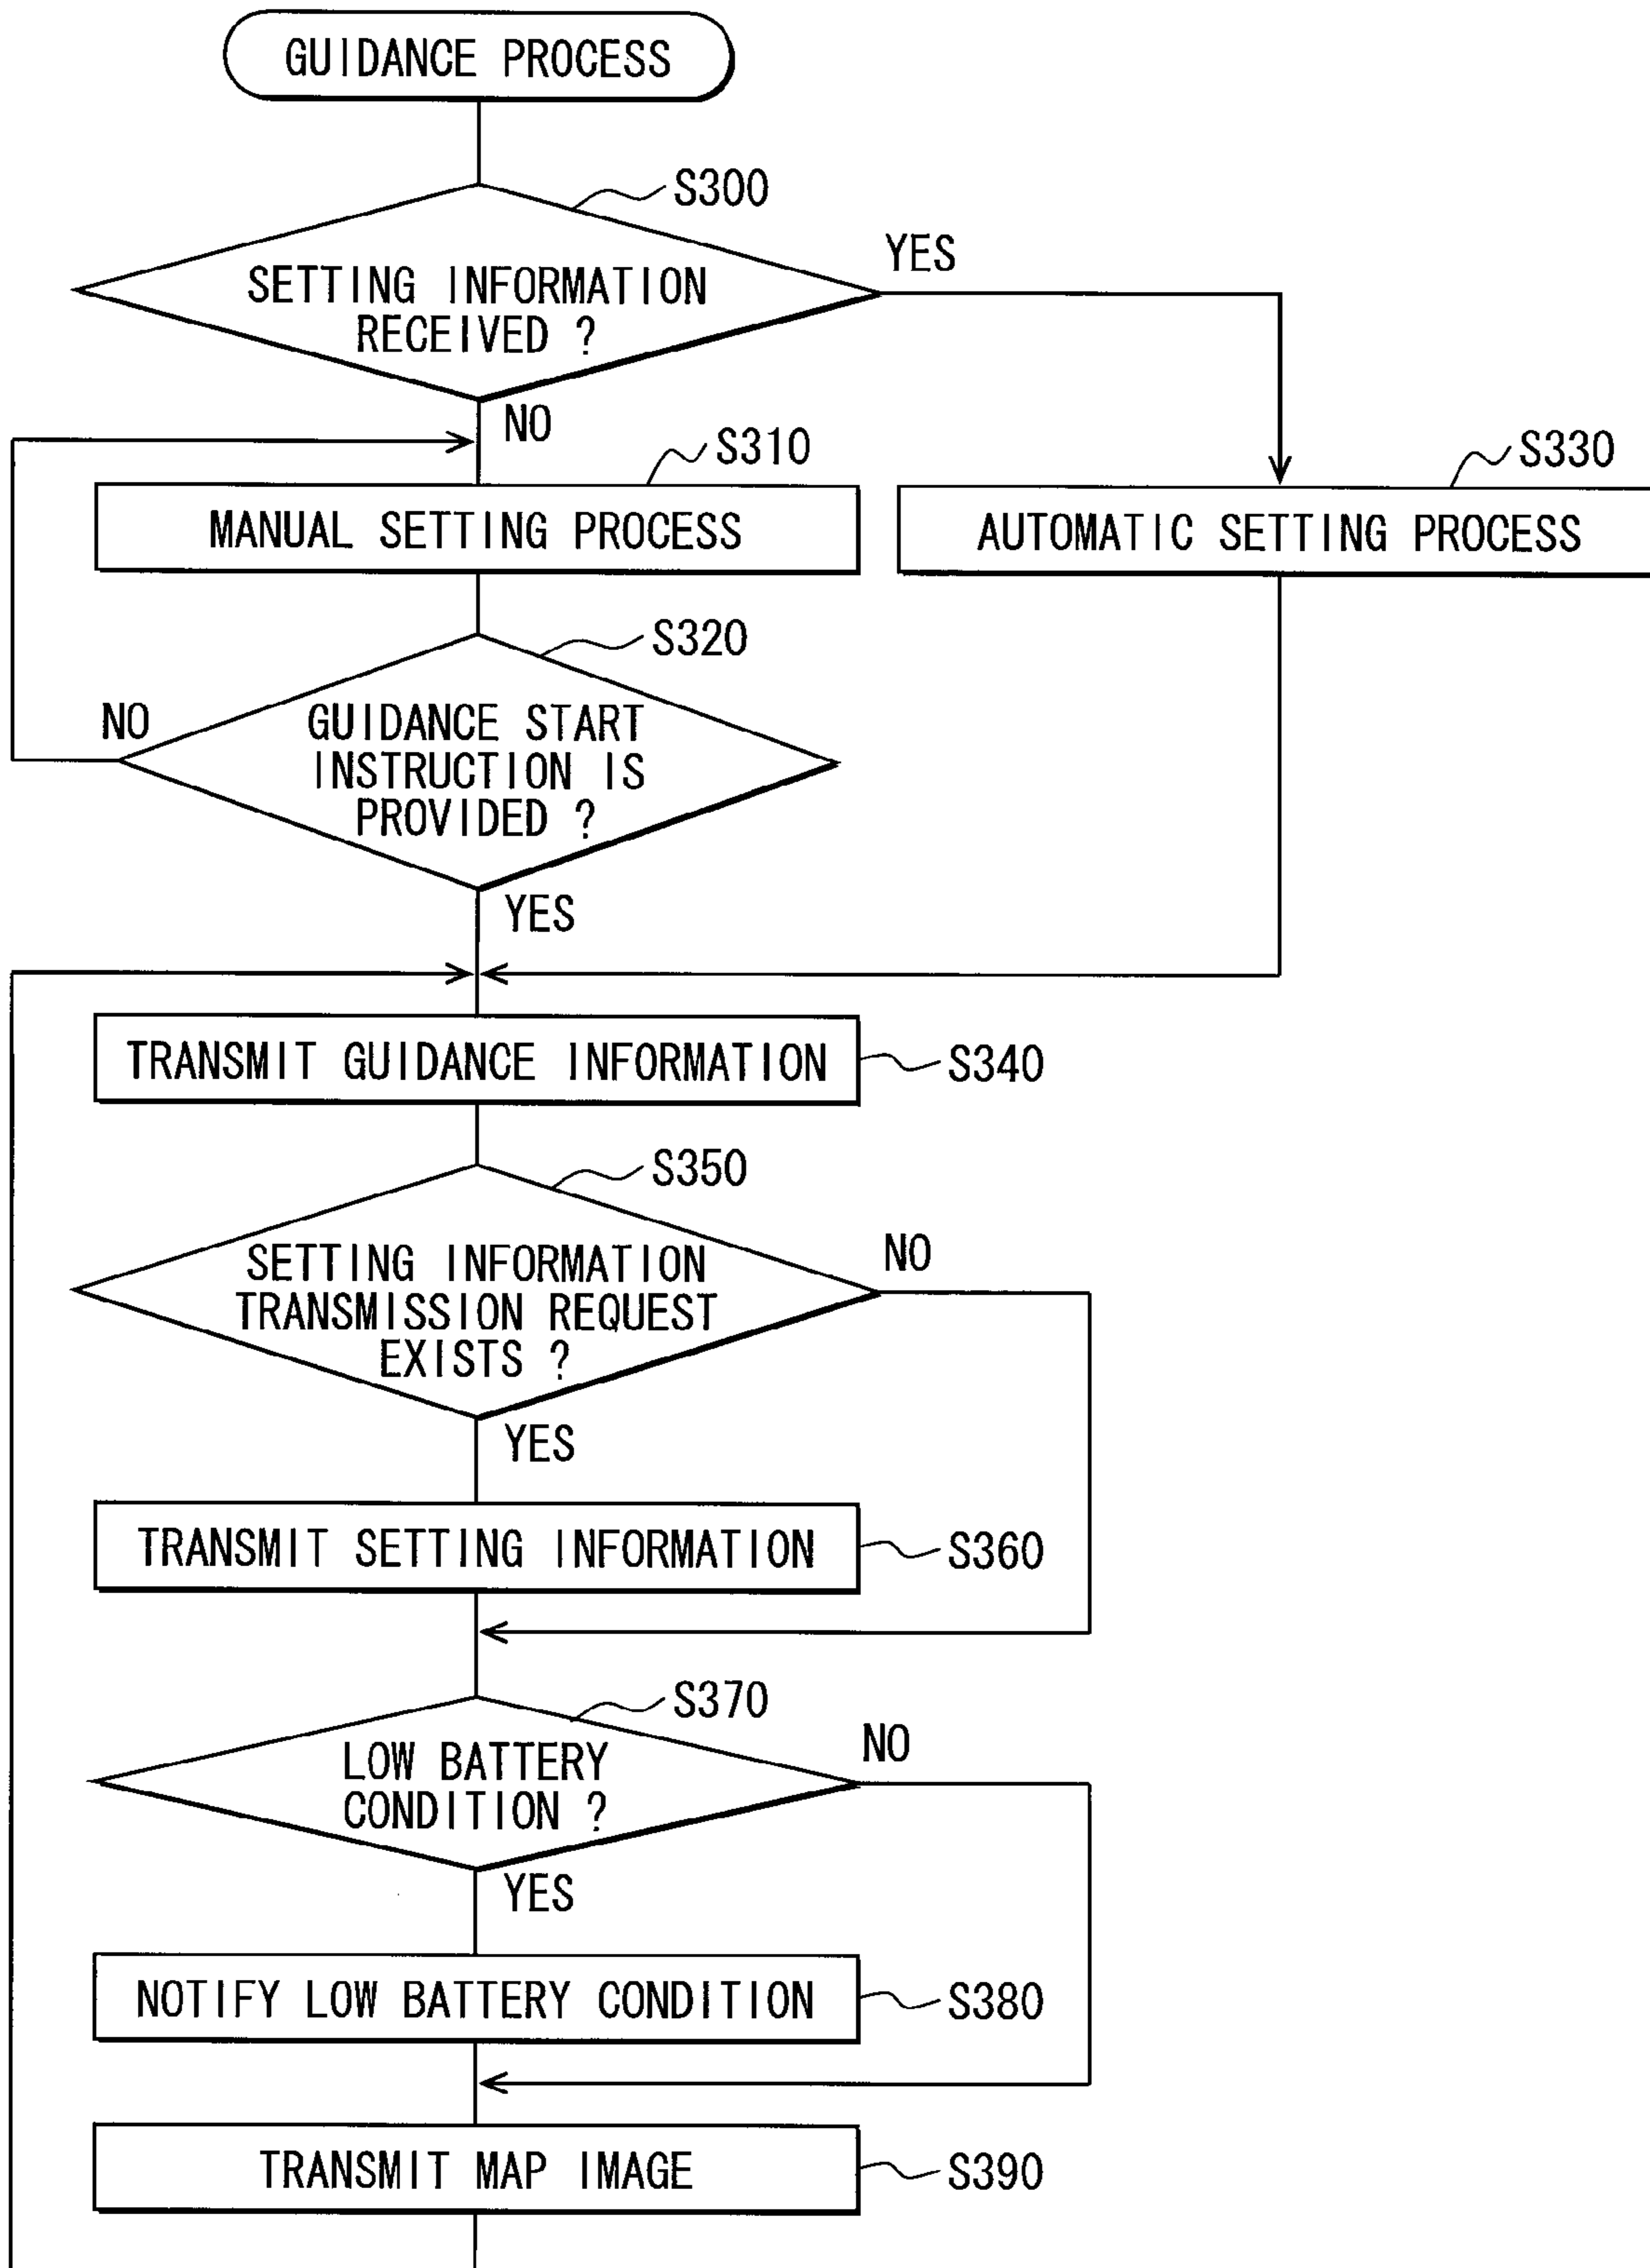 GUIDANCE PROCESS
S300
YES
SETTING INFORMATION
RECEIVED ?
NO
S310
S330
MANUAL SETTING PROCESS
AUTOMATIC SETTING PROCESS
S320
NO
GUIDANCE START
INSTRUCTION IS
PROVIDED ?
YES
TRANSMIT GUIDANCE INFORMATION
S340
S350
NO
SETTING INFORMATION
TRANSMISSION REQUEST
EXISTS ?
YES
TRANSMIT SETTING INFORMATION
S360
S370
NO
LOW BATTERY
CONDITION ?
YES
NOTIFY LOW BATTERY CONDITION
S380
TRANSMIT MAP IMAGE
S390